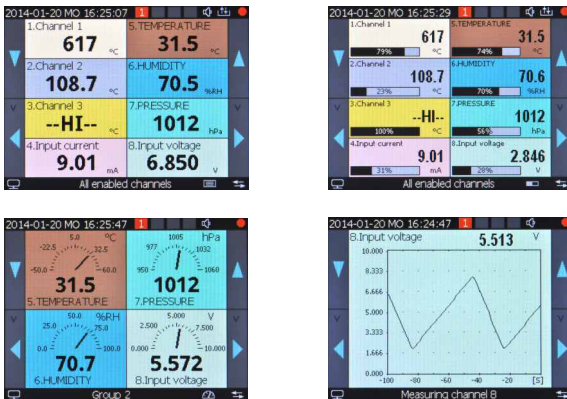 2014-01-20 MO 16:25:07 1
1.Channel 1 5.TEMPERATURE
617 °C 31.5 °C
2.Channel 2 6.HUMIDITY
108.7 °C 70.5 %RH
3.Channel 3 7.PRESSURE
--HI-- °C 1012 hPa
4.Input current 8.Input voltage
9.01 mA 6.850 V
All enabled channels
2014-01-20 MO 16:25:29 1
1.Channel 1 5.TEMPERATURE
617 31.5
79% °C 74% °C
2.Channel 2 6.HUMIDITY
108.7 70.6
23% °C 70% %RH
3.Channel 3 7.PRESSURE
--HI-- 1012
100% °C 56% hPa
4.Input current 8.Input voltage
9.01 2.846
31% mA 28% V
All enabled channels
2014-01-20 MO 16:25:47 1
5.0 °C 1005 hPa
-22.5 32.5 977 1032
-50.0 60.0 950 1060
31.5 1012
5.TEMPERATURE 7.PRESSURE
50.0 %RH 5.000 V
25.0 75.0 2.500 7.500
0.0 100.0 0.000 10.000
70.7 5.572
6.HUMIDITY 8.Input voltage
Group 2
2014-01-20 MO 16:24:47 1
8.Input voltage 5.513 V
10.000
8.333
6.666
5.000
3.333
1.666
0.000
-100 -80 -60 -40 -20 [S]
Measuring channel 8